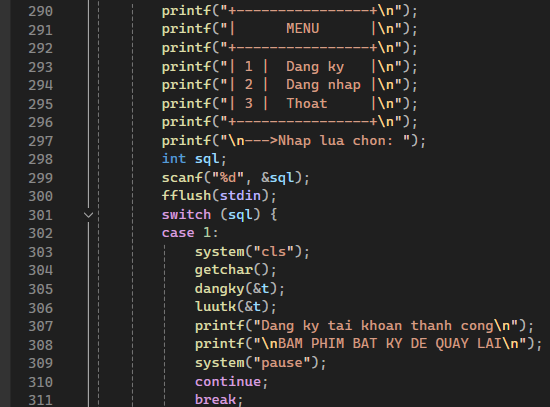 290 printf("+----------------+\n");
291 printf("|      MENU      |\n");
292 printf("+----------------+\n");
293 printf("| 1 |  Dang ky   |\n");
294 printf("| 2 |  Dang nhap |\n");
295 printf("| 3 |  Thoat     |\n");
296 printf("+----------------+\n");
297 printf("\n--->Nhap lua chon: ");
298 int sql;
299 scanf("%d", &sql);
300 fflush(stdin);
301 switch (sql) {
302 case 1:
303     system("cls");
304     getchar();
305     dangky(&t);
306     luutk(&t);
307     printf("Dang ky tai khoan thanh cong\n");
308     printf("\nBAM PHIM BAT KY DE QUAY LAI\n");
309     system("pause");
310     continue;
311     break;